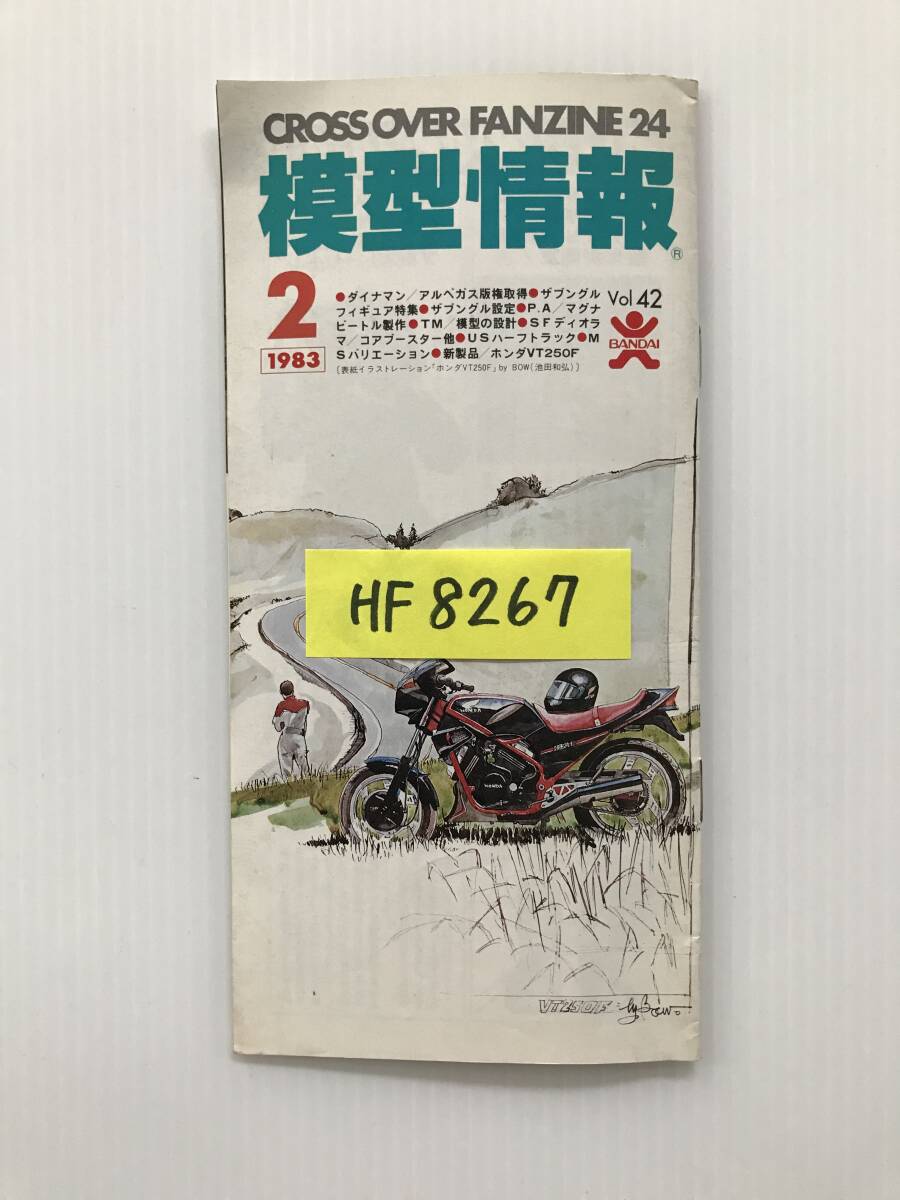 CROSS OVER FANZINE 24
模型情報®
2
1983
●ダイナマン／アルベガス版権取得●ザブングル
フィギュア特集●ザブングル設定●P.A／マグナ
ビートル製作●TM／模型の設計●SFディオラ
マ／コアブースター他●USハーフトラック●M
Sバリエーション●新製品／ホンダVT250F
〔表紙イラストレーション「ホンダVT250F」by BOW(池田和弘)〕
Vol 42
BANDAI
HF 8267
HONDA
HONDA
VT250F by Bow.